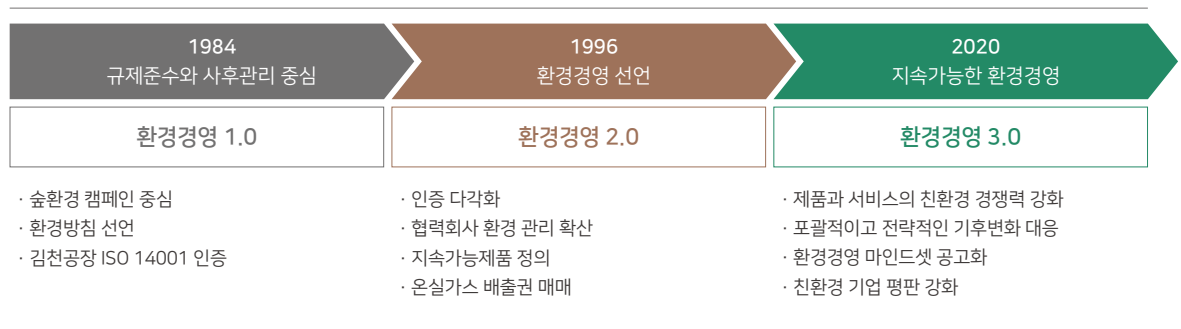 1984
규제준수와 사후관리 중심
환경경영 1.0
· 숲환경 캠페인 중심
· 환경방침 선언
· 김천공장 ISO 14001 인증
1996
환경경영 선언
환경경영 2.0
· 인증 다각화
· 협력회사 환경 관리 확산
· 지속가능제품 정의
· 온실가스 배출권 매매
2020
지속가능한 환경경영
환경경영 3.0
· 제품과 서비스의 친환경 경쟁력 강화
· 포괄적이고 전략적인 기후변화 대응
· 환경경영 마인드셋 공고화
· 친환경 기업 평판 강화